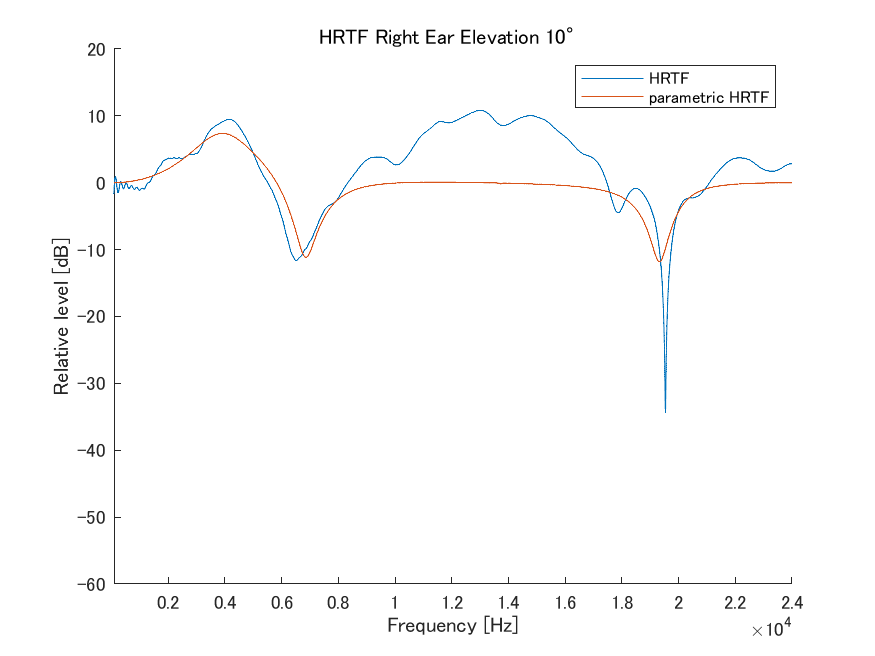 HRTF Right Ear Elevation 10°
HRTF
parametric HRTF
20
10
0
-10
-20
-30
-40
-50
-60
Relative level [dB]
0.2 0.4 0.6 0.8 1 1.2 1.4 1.6 1.8 2 2.2 2.4
Frequency [Hz]
×10⁴